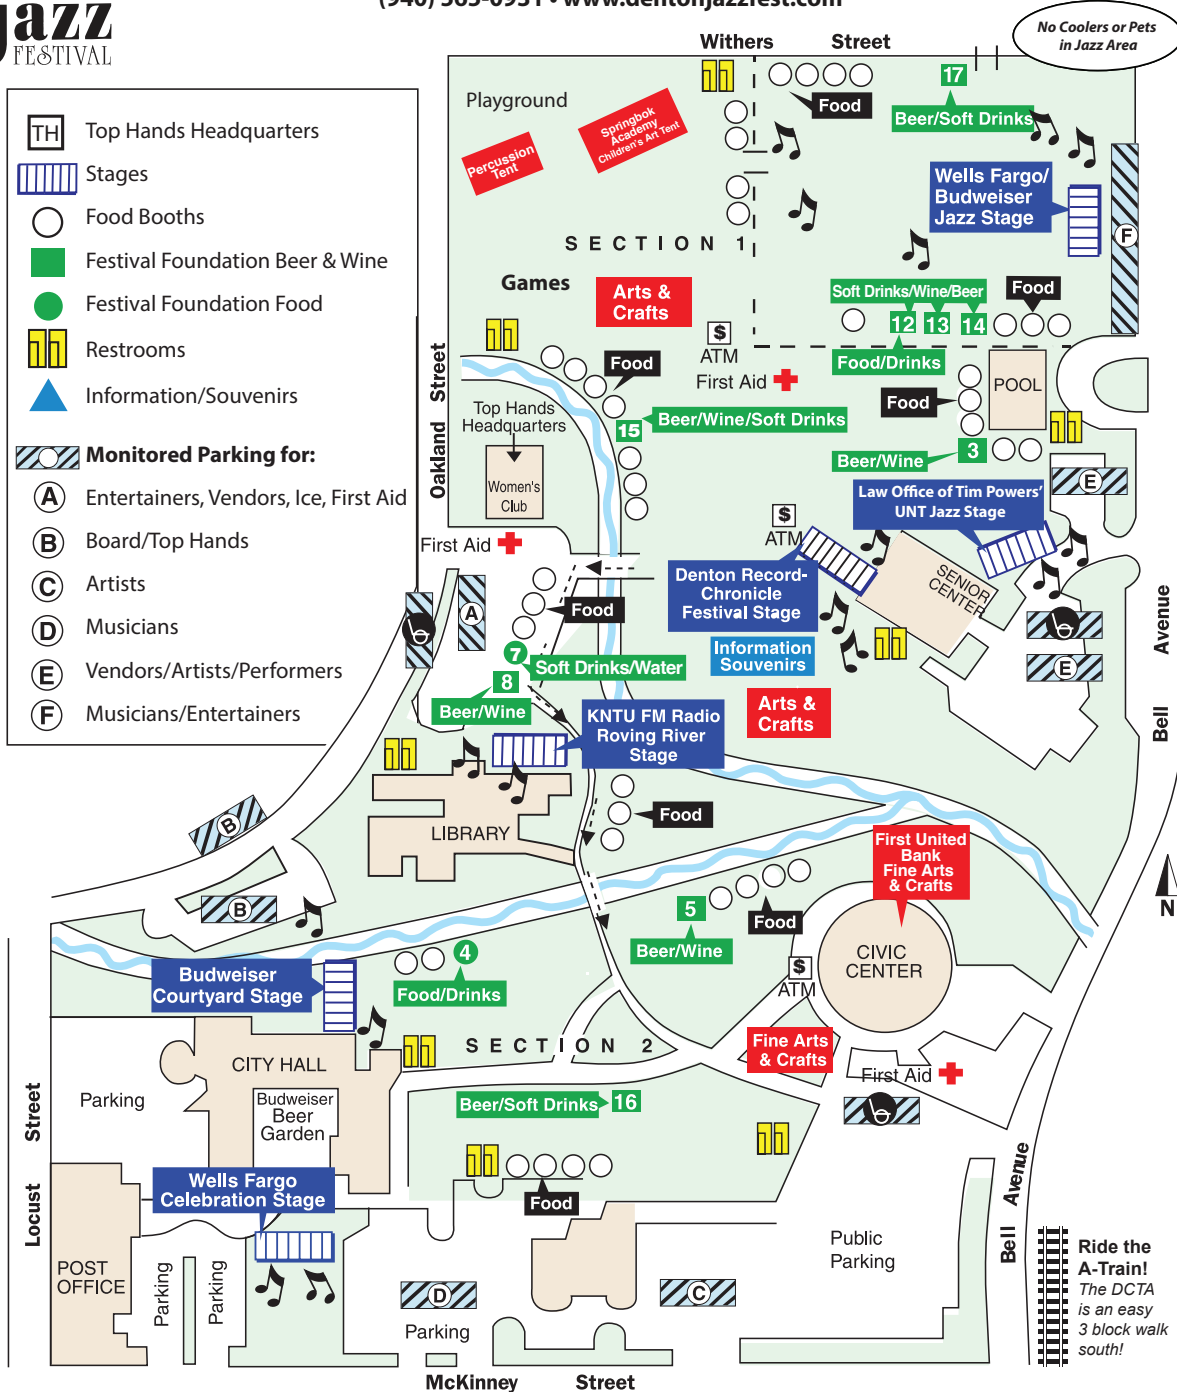 jazz
FESTIVAL
(940) 565-0931 • www.dentonjazzfest.com
No Coolers or Pets
in Jazz Area
TH Top Hands Headquarters
Stages
Food Booths
Festival Foundation Beer & Wine
Festival Foundation Food
Restrooms
Information/Souvenirs
Monitored Parking for:
A Entertainers, Vendors, Ice, First Aid
B Board/Top Hands
C Artists
D Musicians
E Vendors/Artists/Performers
F Musicians/Entertainers
Withers Street
Playground
Percussion
Tent
Springbok
Academy
Children's Art Tent
Food
17
Beer/Soft Drinks
Wells Fargo/
Budweiser
Jazz Stage
F
SECTION 1
Games
Arts &
Crafts
$
ATM
First Aid
Soft Drinks/Wine/Beer
12
13
14
Food/Drinks
Food
Food
POOL
3
Beer/Wine
E
Oakland Street
Food
Top Hands
Headquarters
Women's
Club
15
Beer/Wine/Soft Drinks
First Aid
A
Food
7
Soft Drinks/Water
8
Beer/Wine
KNTU FM Radio
Roving River
Stage
$
ATM
Denton Record-
Chronicle
Festival Stage
Law Office of Tim Powers'
UNT Jazz Stage
SENIOR
CENTER
E
Information
Souvenirs
Arts &
Crafts
Bell Avenue
N
B
B
LIBRARY
Food
First United
Bank
Fine Arts
& Crafts
CIVIC
CENTER
5
Beer/Wine
Food
$
ATM
Fine Arts
& Crafts
First Aid
Budweiser
Courtyard Stage
4
Food/Drinks
SECTION 2
CITY HALL
Budweiser
Beer
Garden
Parking
Beer/Soft Drinks
16
Locust Street
Wells Fargo
Celebration Stage
Food
POST
OFFICE
Parking
Parking
D
Parking
C
Public
Parking
Bell Avenue
Ride the
A-Train!
The DCTA
is an easy
3 block walk
south!
McKinney Street